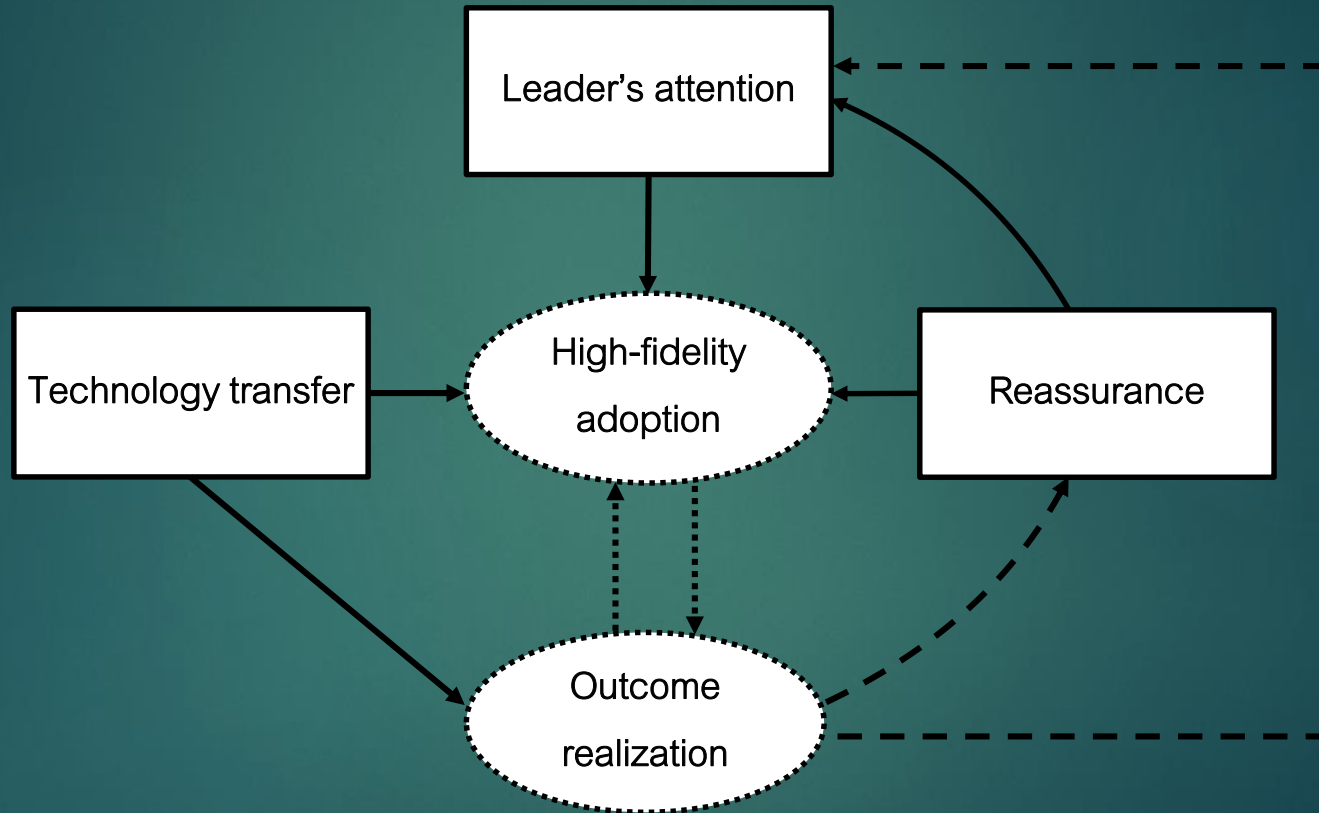 Leader’s attention
High-fidelity
adoption
Technology transfer
Reassurance
Outcome
realization